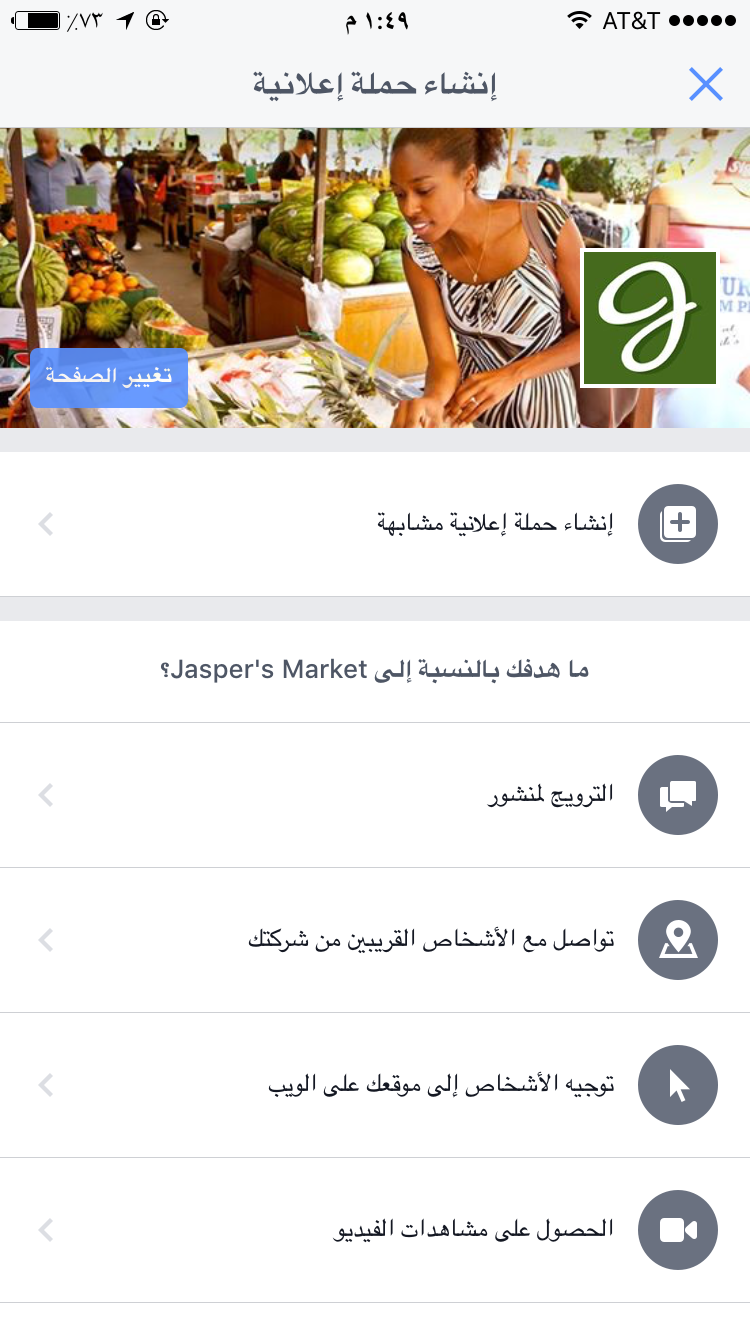 ٪٧٣ ١:٤٩ م AT&T
إنشاء حملة إعلانية
تغيير الصفحة
إنشاء حملة إعلانية مشابهة
ما هدفك بالنسبة إلى Jasper's Market؟
الترويج لمنشور
تواصل مع الأشخاص القريبين من شركتك
توجيه الأشخاص إلى موقعك على الويب
الحصول على مشاهدات الفيديو